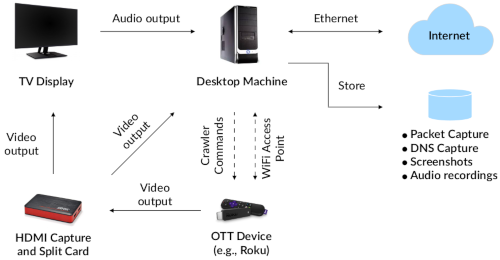 Audio output
Ethernet
Internet
TV Display
Desktop Machine
Store
Video
output
Video
output
Crawler
Commands
WiFi Access
Point
● Packet Capture
● DNS Capture
● Screenshots
● Audio recordings
Video
output
HDMI Capture
and Split Card
OTT Device
(e.g., Roku)